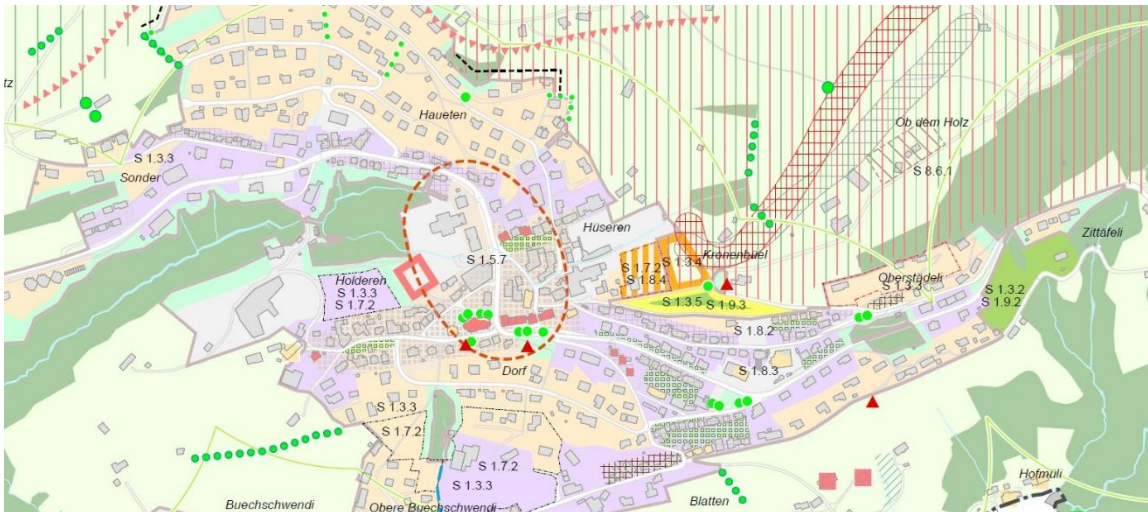 tz
Haueten
Ob dem Holz
S 8.6.1
S 1.3.3
Sonder
Hüseren
Kronenbüel
Zittäfeli
S 1.5.7
S 1.7.2
S 1.8.4
S 1.3.4
Holderen
S 1.3.3
S 1.7.2
Oberstädeli
S 1.3.3
S 1.3.2
S 1.9.2
S 1.3.5
S 1.9.3
S 1.8.2
S 1.8.3
Dorf
S 1.3.3
S 1.7.2
S 1.7.2
S 1.3.3
Buechschwendi
Obere Buechschwendi
Blatten
Hofmüli